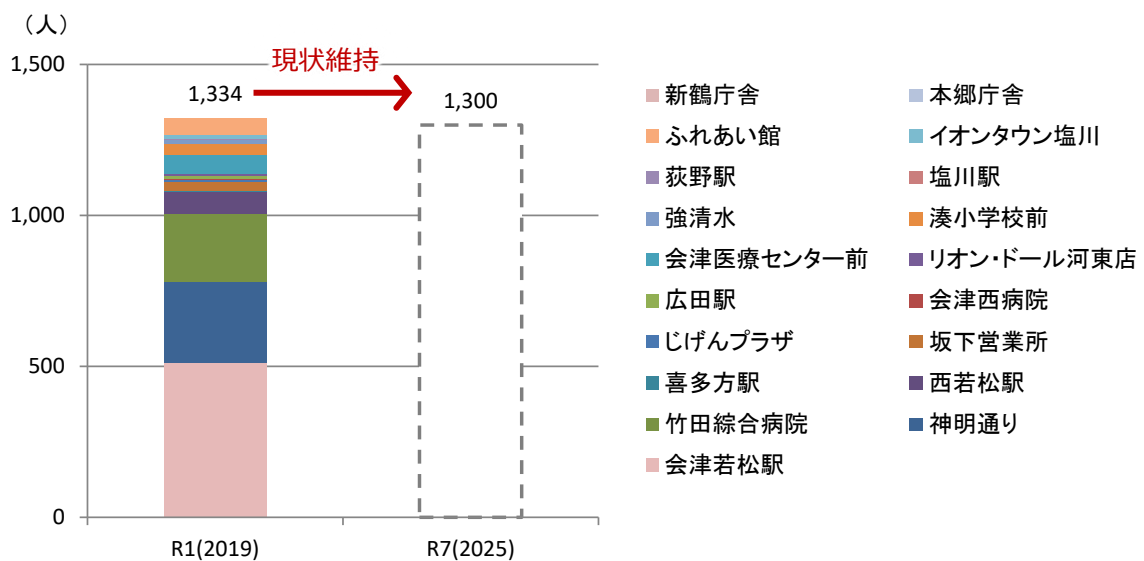 （人）
1,500
1,000
500
0
現状維持
1,334
1,300
R1(2019)
R7(2025)
新鶴庁舎
本郷庁舎
ふれあい館
イオンタウン塩川
荻野駅
塩川駅
強清水
湊小学校前
会津医療センター前
リオン・ドール河東店
広田駅
会津西病院
じげんプラザ
坂下営業所
喜多方駅
西若松駅
竹田綜合病院
神明通り
会津若松駅